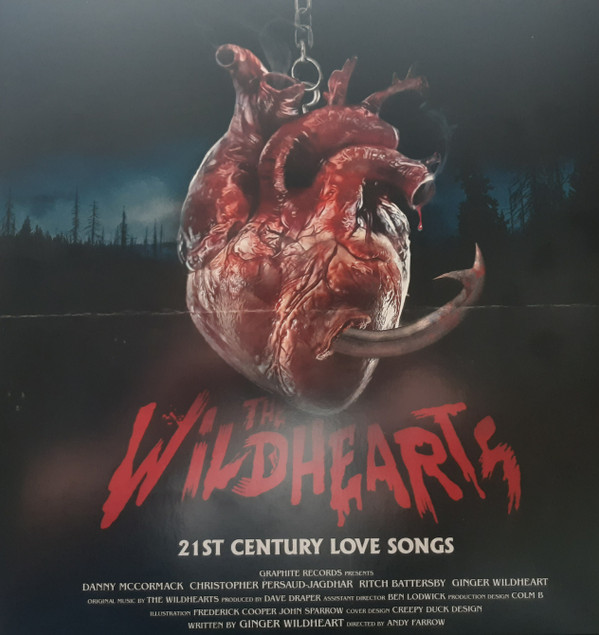 THE
WILDHEARTS
21ST CENTURY LOVE SONGS
GRAPHITE RECORDS PRESENTS
DANNY MCCORMACK CHRISTOPHER PERSAUD-JAGDHAR RITCH BATTERSBY GINGER WILDHEART
ORIGINAL MUSIC BY THE WILDHEARTS PRODUCED BY DAVE DRAPER ASSISTANT DIRECTOR BEN LODWICK PRODUCTION DESIGN COLM B
ILLUSTRATION FREDERICK COOPER JOHN SPARROW COVER DESIGN CREEPY DUCK DESIGN
WRITTEN BY GINGER WILDHEART DIRECTED BY ANDY FARROW